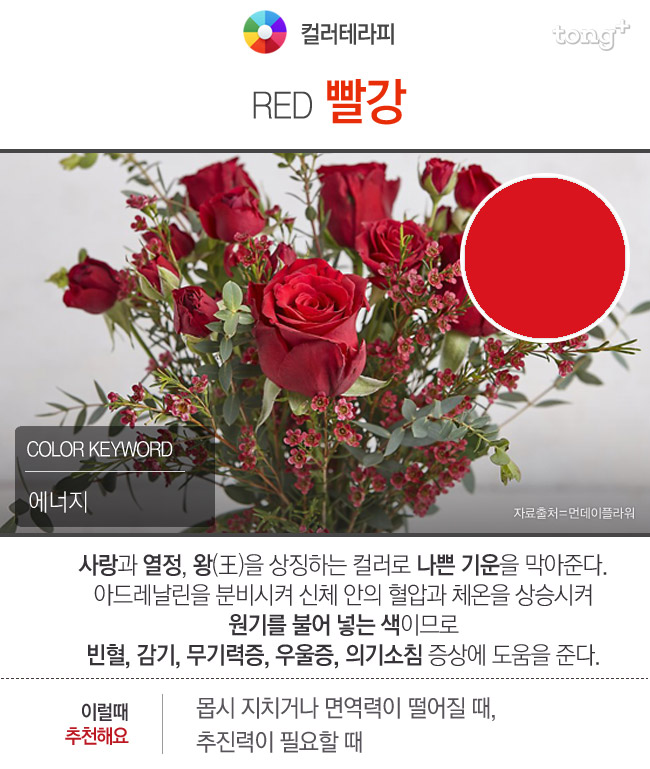 컬러테라피
tong+
RED 빨강
COLOR KEYWORD
에너지
자료출처=먼데이플라워
사랑과 열정, 왕(王)을 상징하는 컬러로 나쁜 기운을 막아준다.
아드레날린을 분비시켜 신체 안의 혈압과 체온을 상승시켜
원기를 불어 넣는 색이므로
빈혈, 감기, 무기력증, 우울증, 의기소침 증상에 도움을 준다.
이럴때
추천해요
몹시 지치거나 면역력이 떨어질 때,
추진력이 필요할 때